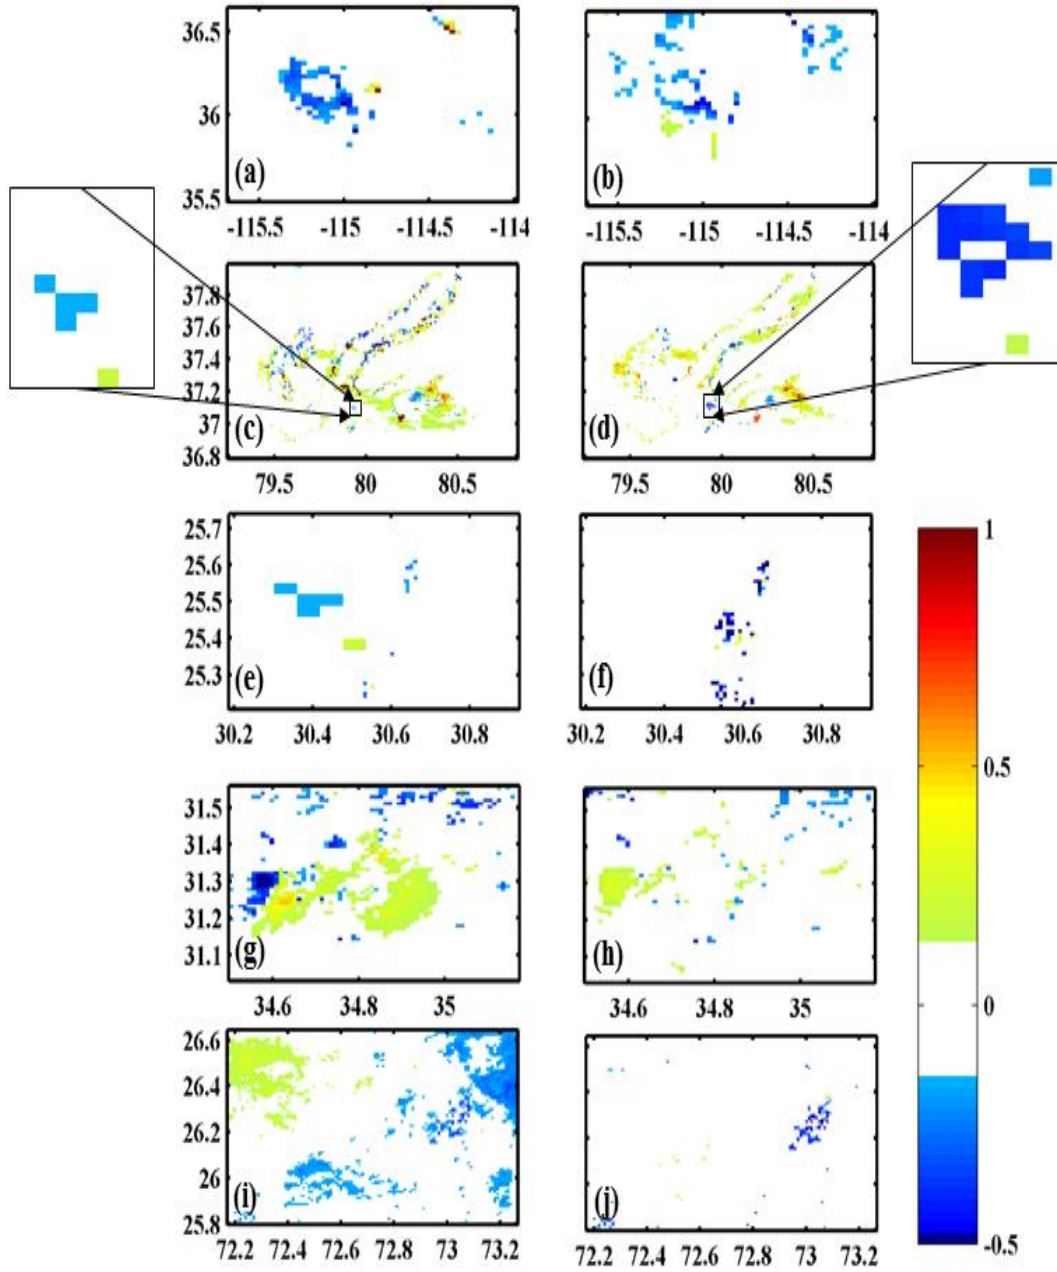 36.5
36
35.5
(a)
(b)
-115.5 -115 -114.5 -114
-115.5 -115 -114.5 -114
37.8
37.6
37.4
37.2
37
36.8
(c)
(d)
79.5 80 80.5
79.5 80 80.5
25.7
25.6
25.5
25.4
25.3
(e)
(f)
30.2 30.4 30.6 30.8
30.2 30.4 30.6 30.8
1
0.5
0
-0.5
31.5
31.4
31.3
31.2
31.1
(g)
(h)
34.6 34.8 35
34.6 34.8 35
26.6
26.4
26.2
26
25.8
(i)
(j)
72.2 72.4 72.6 72.8 73 73.2
72.2 72.4 72.6 72.8 73 73.2